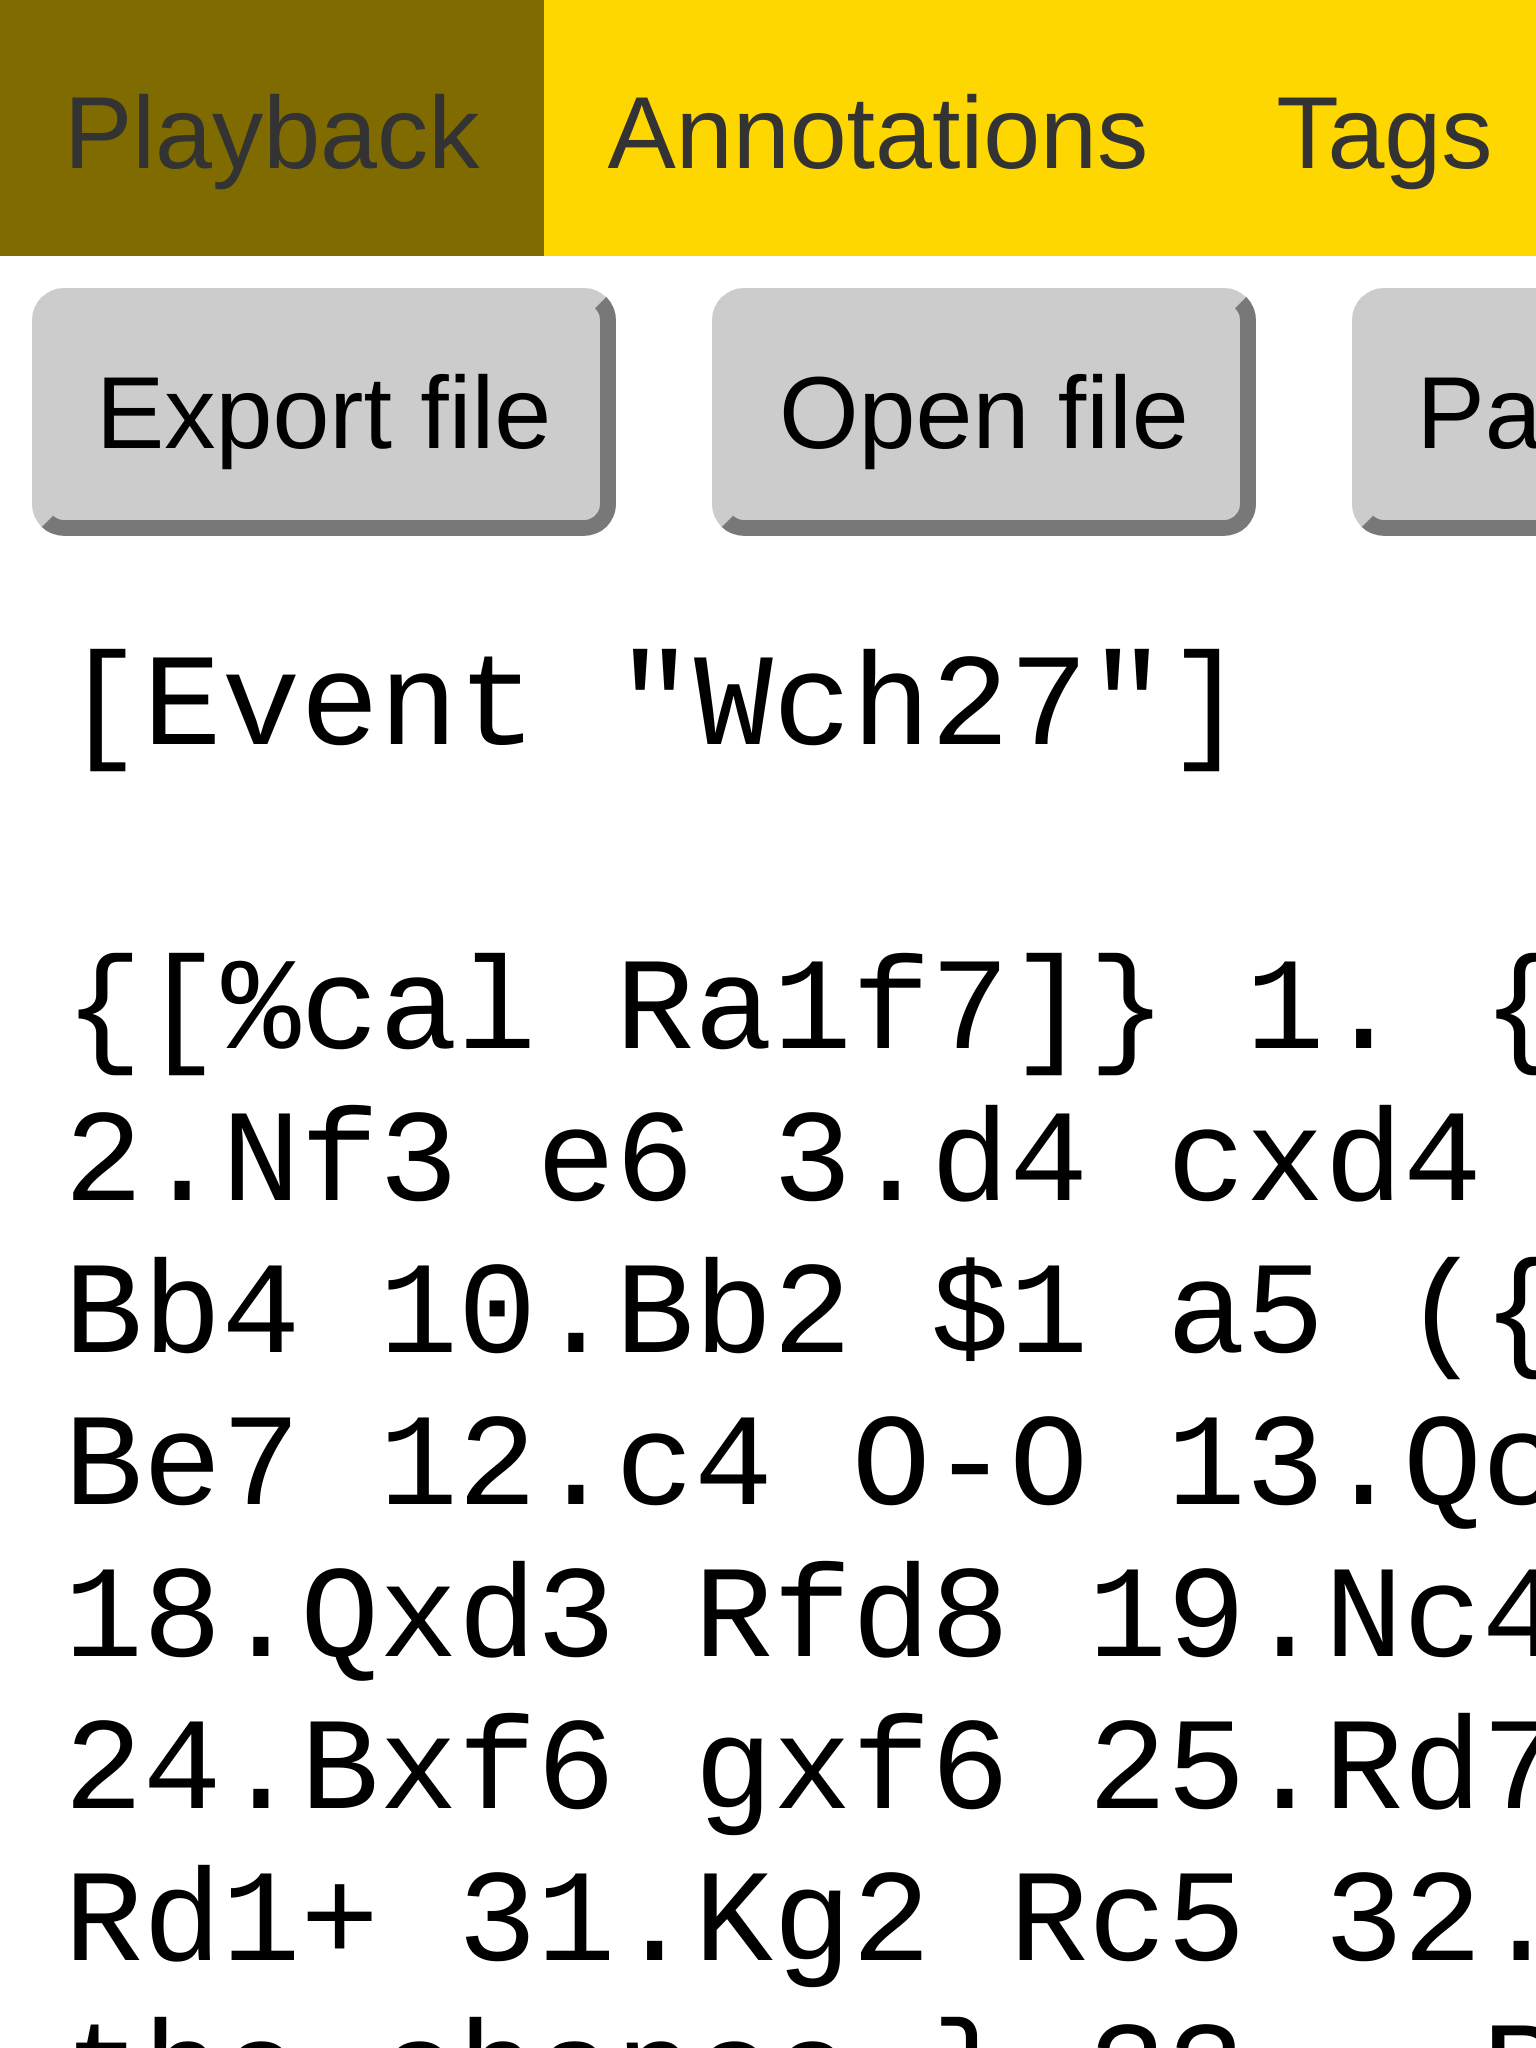 Playback Annotations Tags
Export file Open file Pa
[Event "Wch27"]
{[%cal Ra1f7]} 1. {
2.Nf3 e6 3.d4 cxd4
Bb4 10.Bb2 $1 a5 ({
Be7 12.c4 O-O 13.Qc
18.Qxd3 Rfd8 19.Nc4
24.Bxf6 gxf6 25.Rd7
Rd1+ 31.Kg2 Rc5 32.